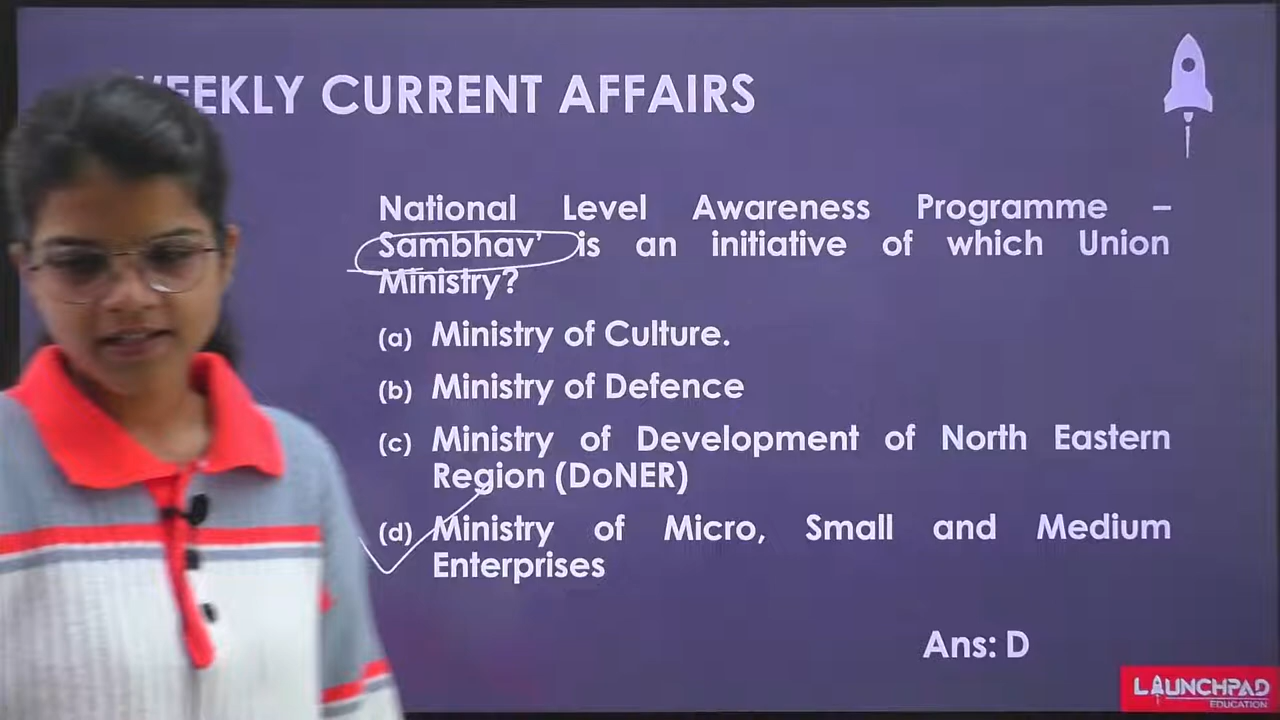 WEEKLY CURRENT AFFAIRS
National Level Awareness Programme –
Sambhav’ is an initiative of which Union
Ministry?
(a) Ministry of Culture.
(b) Ministry of Defence
(c) Ministry of Development of North Eastern
Region (DoNER)
(d) Ministry of Micro, Small and Medium
Enterprises
Ans: D
LAUNCHPAD
EDUCATION